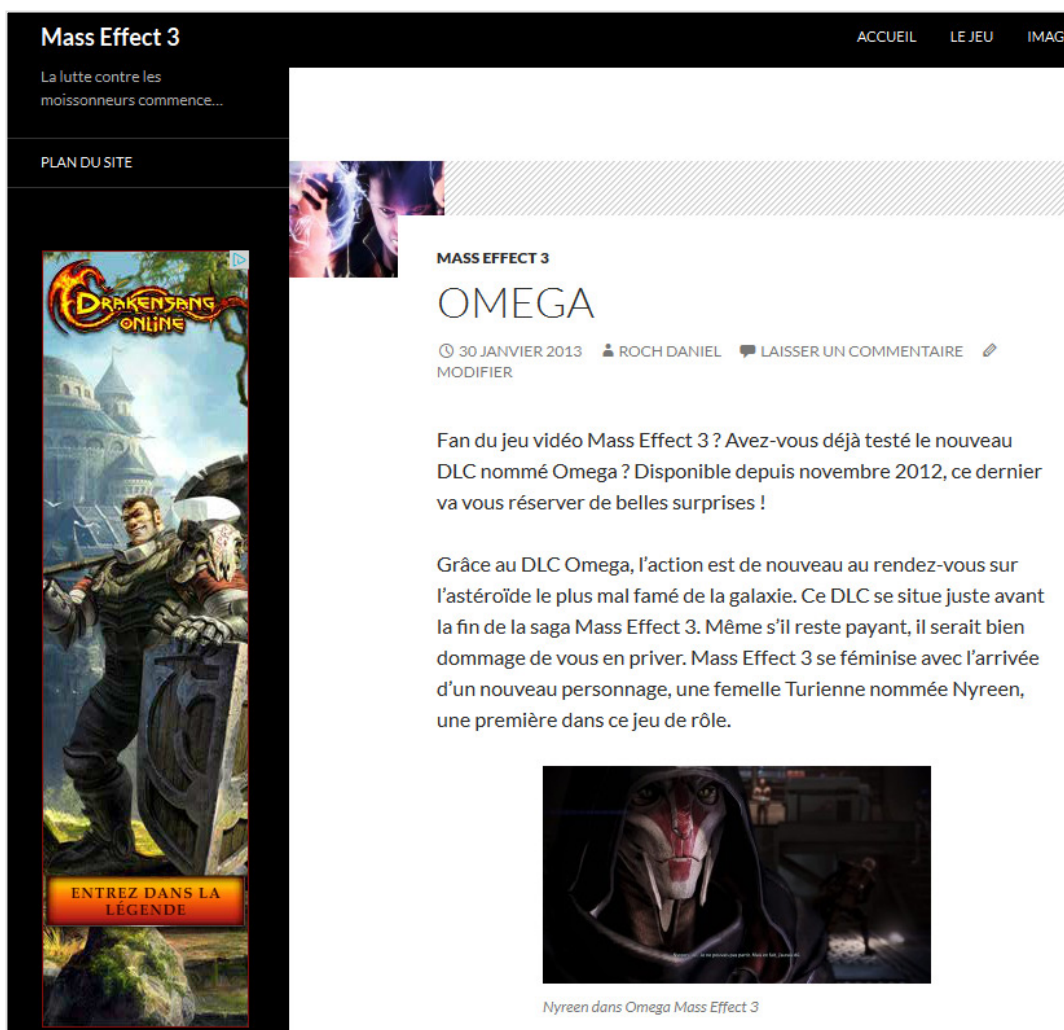 Mass Effect 3
ACCUEIL LE JEU IMAG
La lutte contre les
moissonneurs commence...
PLAN DU SITE
DRAKENSANG
ONLINE
ENTREZ DANS LA
LÉGENDE
MASS EFFECT 3
OMEGA
30 JANVIER 2013 ROCH DANIEL LAISSER UN COMMENTAIRE
MODIFIER
Fan du jeu vidéo Mass Effect 3 ? Avez-vous déjà testé le nouveau
DLC nommé Omega ? Disponible depuis novembre 2012, ce dernier
va vous réserver de belles surprises !
Grâce au DLC Omega, l'action est de nouveau au rendez-vous sur
l'astéroïde le plus mal famé de la galaxie. Ce DLC se situe juste avant
la fin de la saga Mass Effect 3. Même s'il reste payant, il serait bien
dommage de vous en priver. Mass Effect 3 se féminise avec l'arrivée
d'un nouveau personnage, une femelle Turienne nommée Nyreen,
une première dans ce jeu de rôle.
Nyreen dans Omega Mass Effect 3